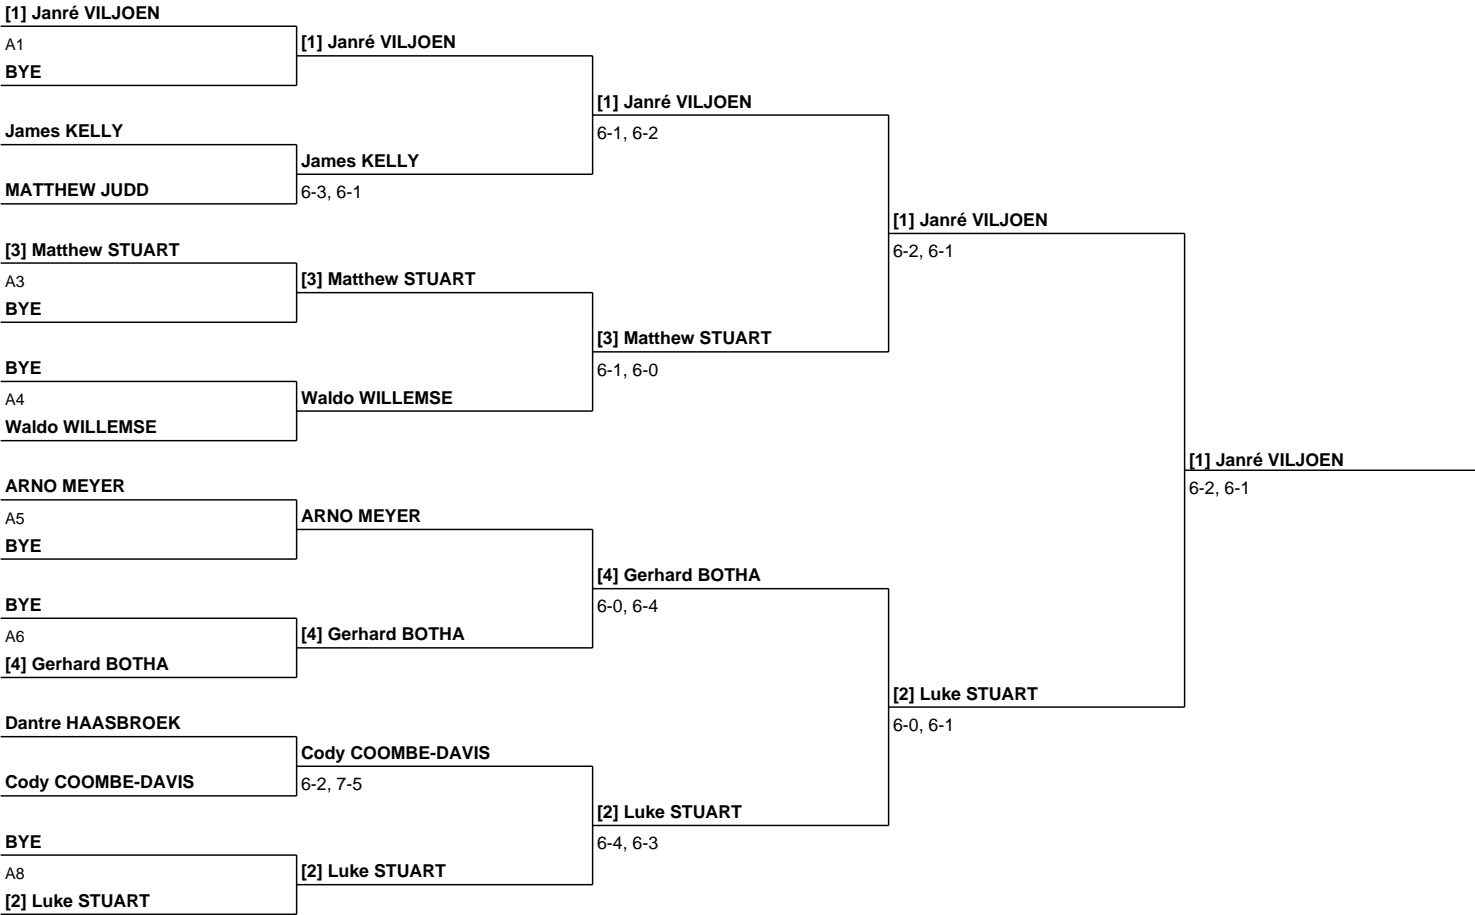 [1] Janré VILJOEN
A1
BYE
James KELLY
MATTHEW JUDD
[3] Matthew STUART
A3
BYE
BYE
A4
Waldo WILLEMSE
ARNO MEYER
A5
BYE
BYE
A6
[4] Gerhard BOTHA
Dantre HAASBROEK
Cody COOMBE-DAVIS
BYE
A8
[2] Luke STUART
[1] Janré VILJOEN
James KELLY
6-3, 6-1
[3] Matthew STUART
Waldo WILLEMSE
ARNO MEYER
[4] Gerhard BOTHA
Cody COOMBE-DAVIS
6-2, 7-5
[2] Luke STUART
[1] Janré VILJOEN
6-1, 6-2
[3] Matthew STUART
6-1, 6-0
[4] Gerhard BOTHA
6-0, 6-4
[2] Luke STUART
6-4, 6-3
[1] Janré VILJOEN
6-2, 6-1
[2] Luke STUART
6-0, 6-1
[1] Janré VILJOEN
6-2, 6-1